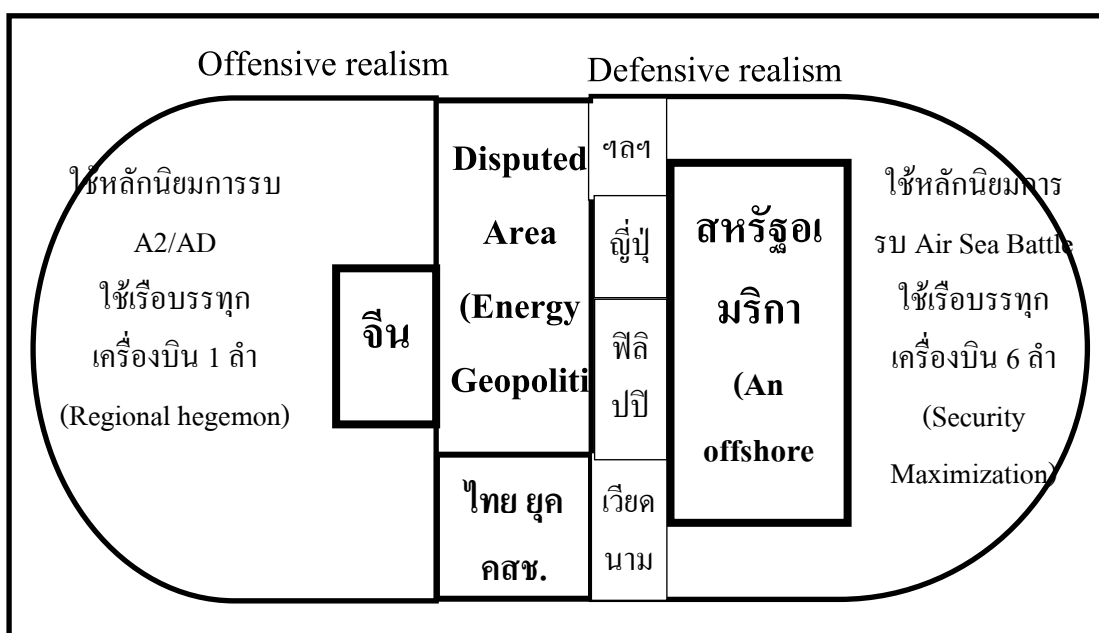 Offensive realism
Defensive realism
ใช้หลักนิยมการรบ
A2/AD
ใช้เรือบรรทุก
เครื่องบิน 1 ลำ
(Regional hegemon)
จีน
Disputed
Area
(Energy
Geopoliti
ไทย ยุค
คสช.
ฯลฯ
ญี่ปุ่
ฟิลิ
ปปิ
เวียด
นาม
สหรัฐอเ
มริกา
(An
offshore
ใช้หลักนิยมการ
รบ Air Sea Battle
ใช้เรือบรรทุก
เครื่องบิน 6 ลำ
(Security
Maximization)